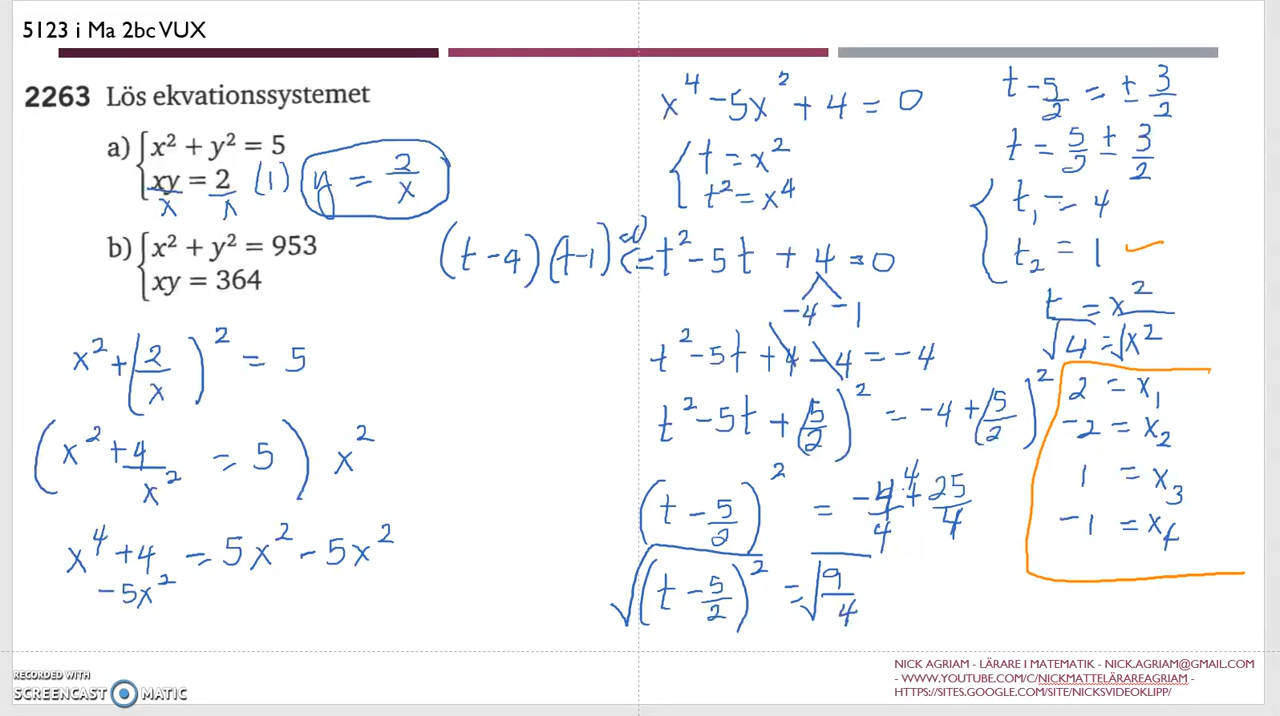 5123 i Ma 2bc VUX
2263 Lös ekvationssystemet
a) x² + y² = 5
xy = 2 (1) y = 2/x
x x
b) x² + y² = 953
xy = 364
x² + (2/x)² = 5
(x² + 4/x² = 5) x²
x⁴ + 4 = 5x² - 5x²
-5x²
x⁴ - 5x² + 4 = 0
t = x²
t² = x⁴
(t-4)(t-1) <=> t² - 5t + 4 = 0
-4 -1
t² - 5t + 4 - 4 = -4
t² - 5t + (5/2)² = -4 + (5/2)²
(t - 5/2)² = -4·4/4 + 25/4
√(t - 5/2)² = √9/4
t - 5/2 = ± 3/2
t = 5/2 ± 3/2
t₁ = 4
t₂ = 1
t = x²
√4 = √x²
2 = x₁
-2 = x₂
1 = x₃
-1 = x₄
RECORDED WITH
SCREENCAST MATIC
NICK AGRIAM - LÄRARE I MATEMATIK - NICK.AGRIAM@GMAIL.COM
- WWW.YOUTUBE.COM/C/NICKMATTELÄRAREAGRIAM -
HTTPS://SITES.GOOGLE.COM/SITE/NICKSVIDEOKLIPP/